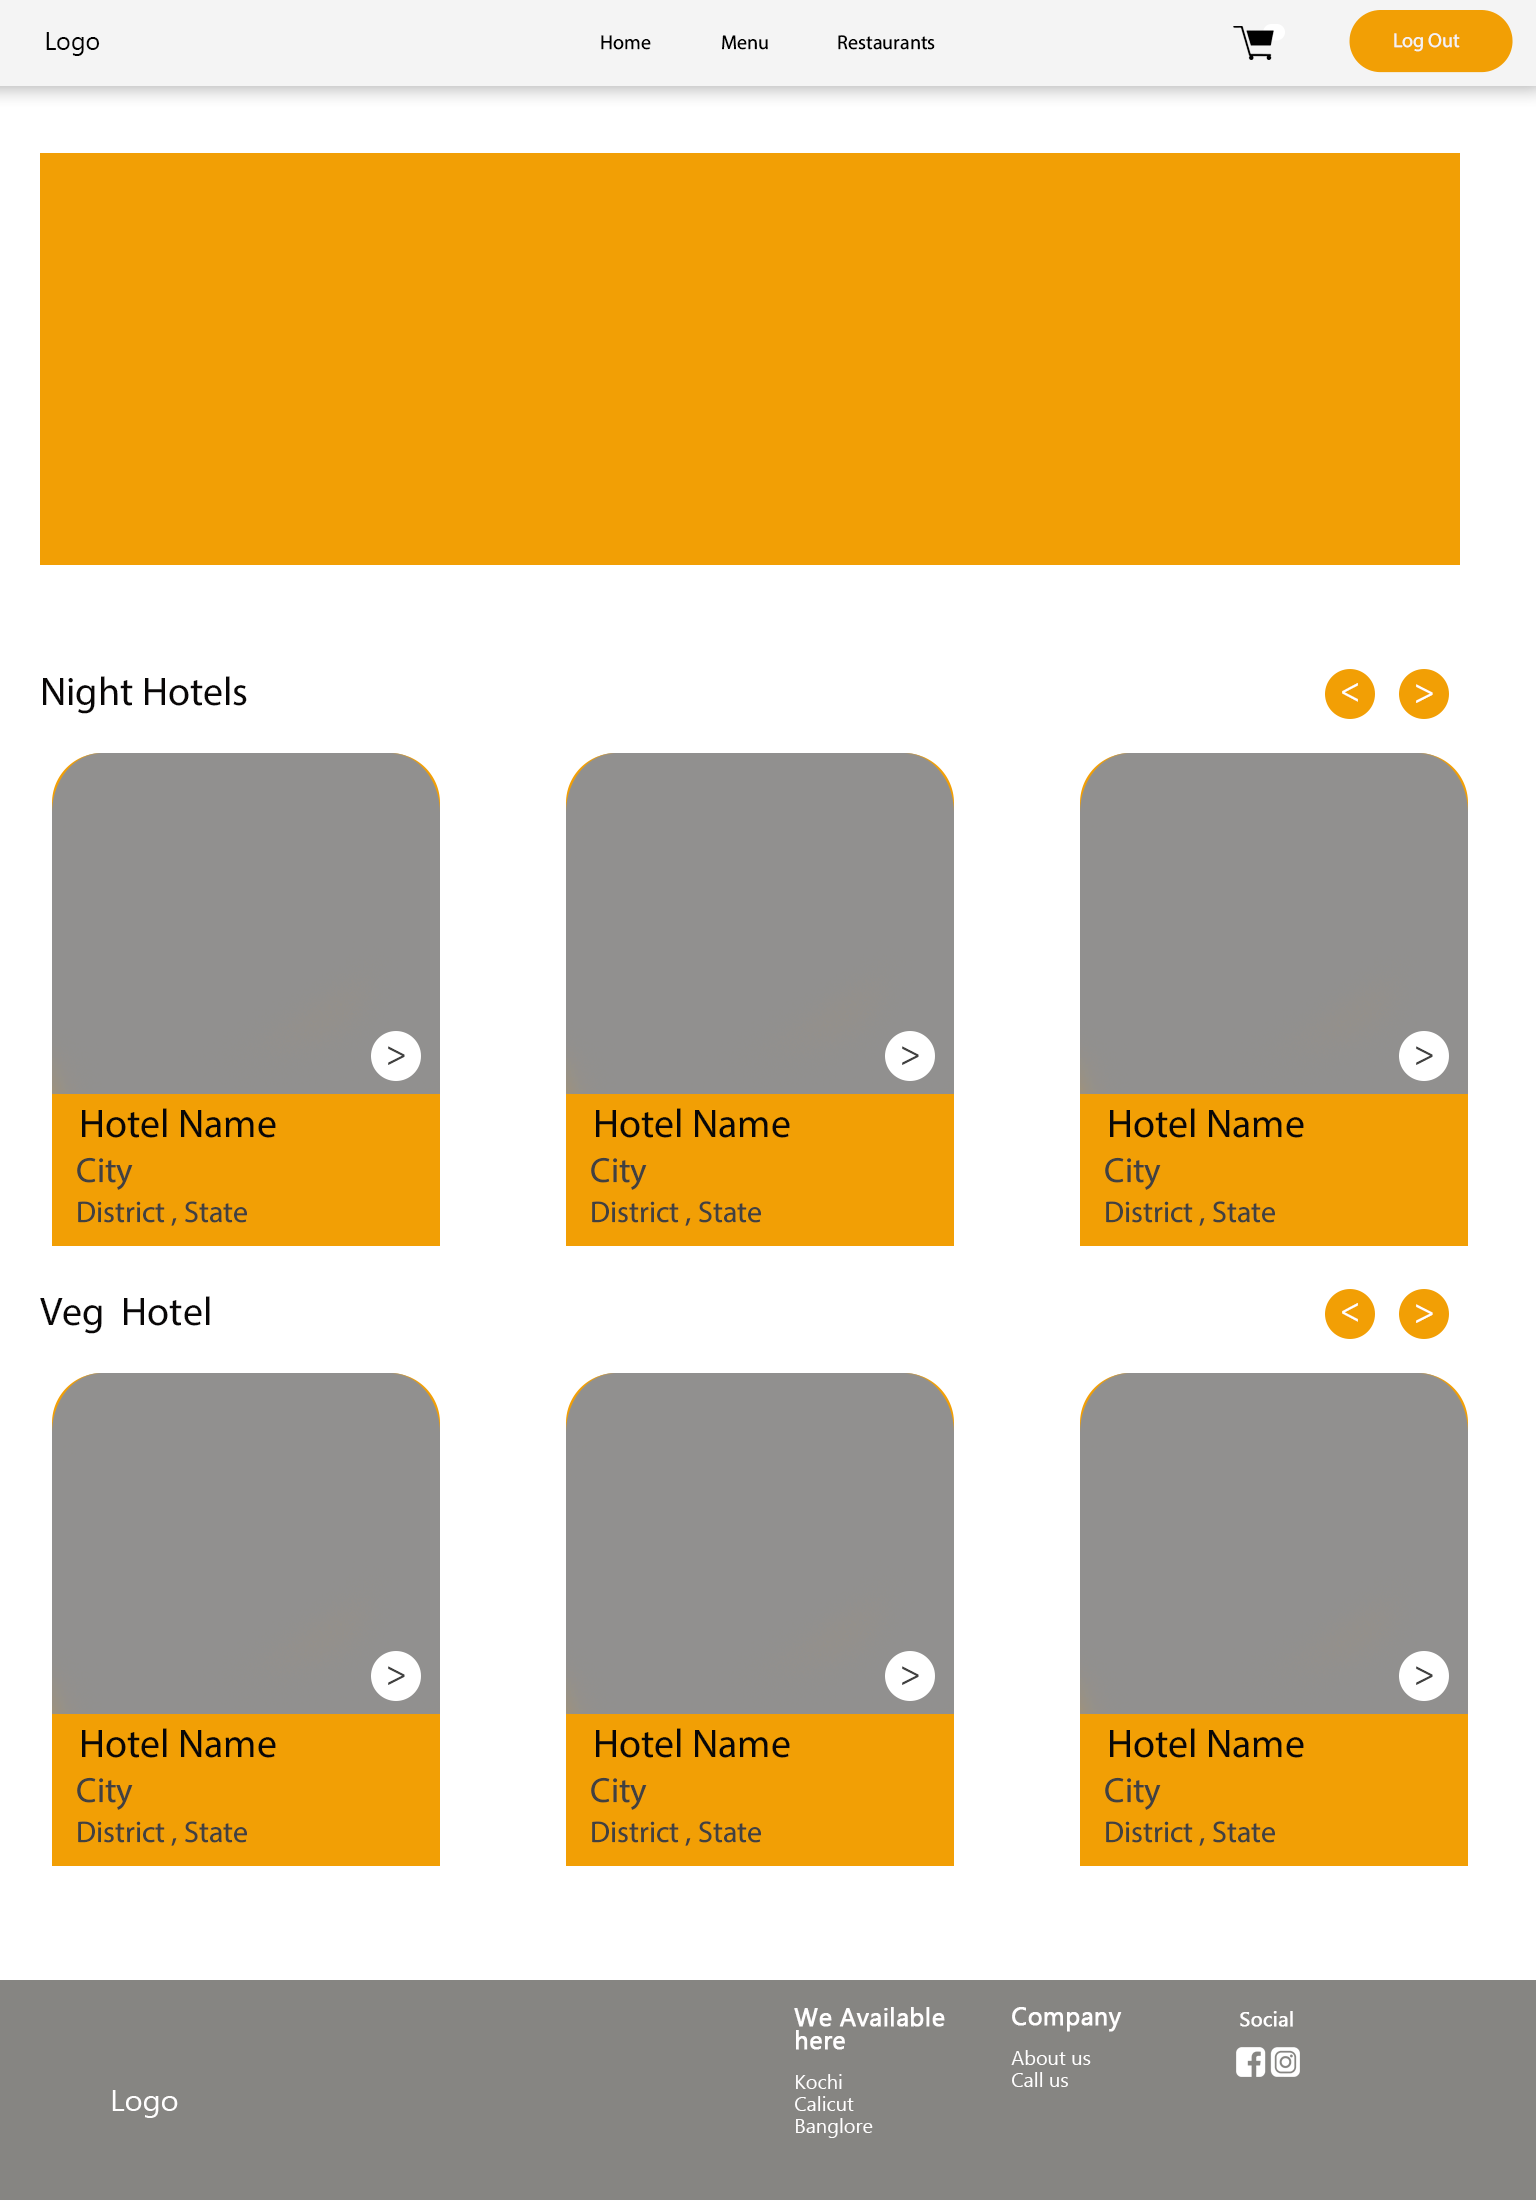 Logo
Home Menu Restaurants
Log Out
Night Hotels < >
> > >
Hotel Name Hotel Name Hotel Name
City City City
District , State District , State District , State
Veg Hotel < >
> > >
Hotel Name Hotel Name Hotel Name
City City City
District , State District , State District , State
Logo
We Available
here
Kochi
Calicut
Banglore
Company
About us
Call us
Social